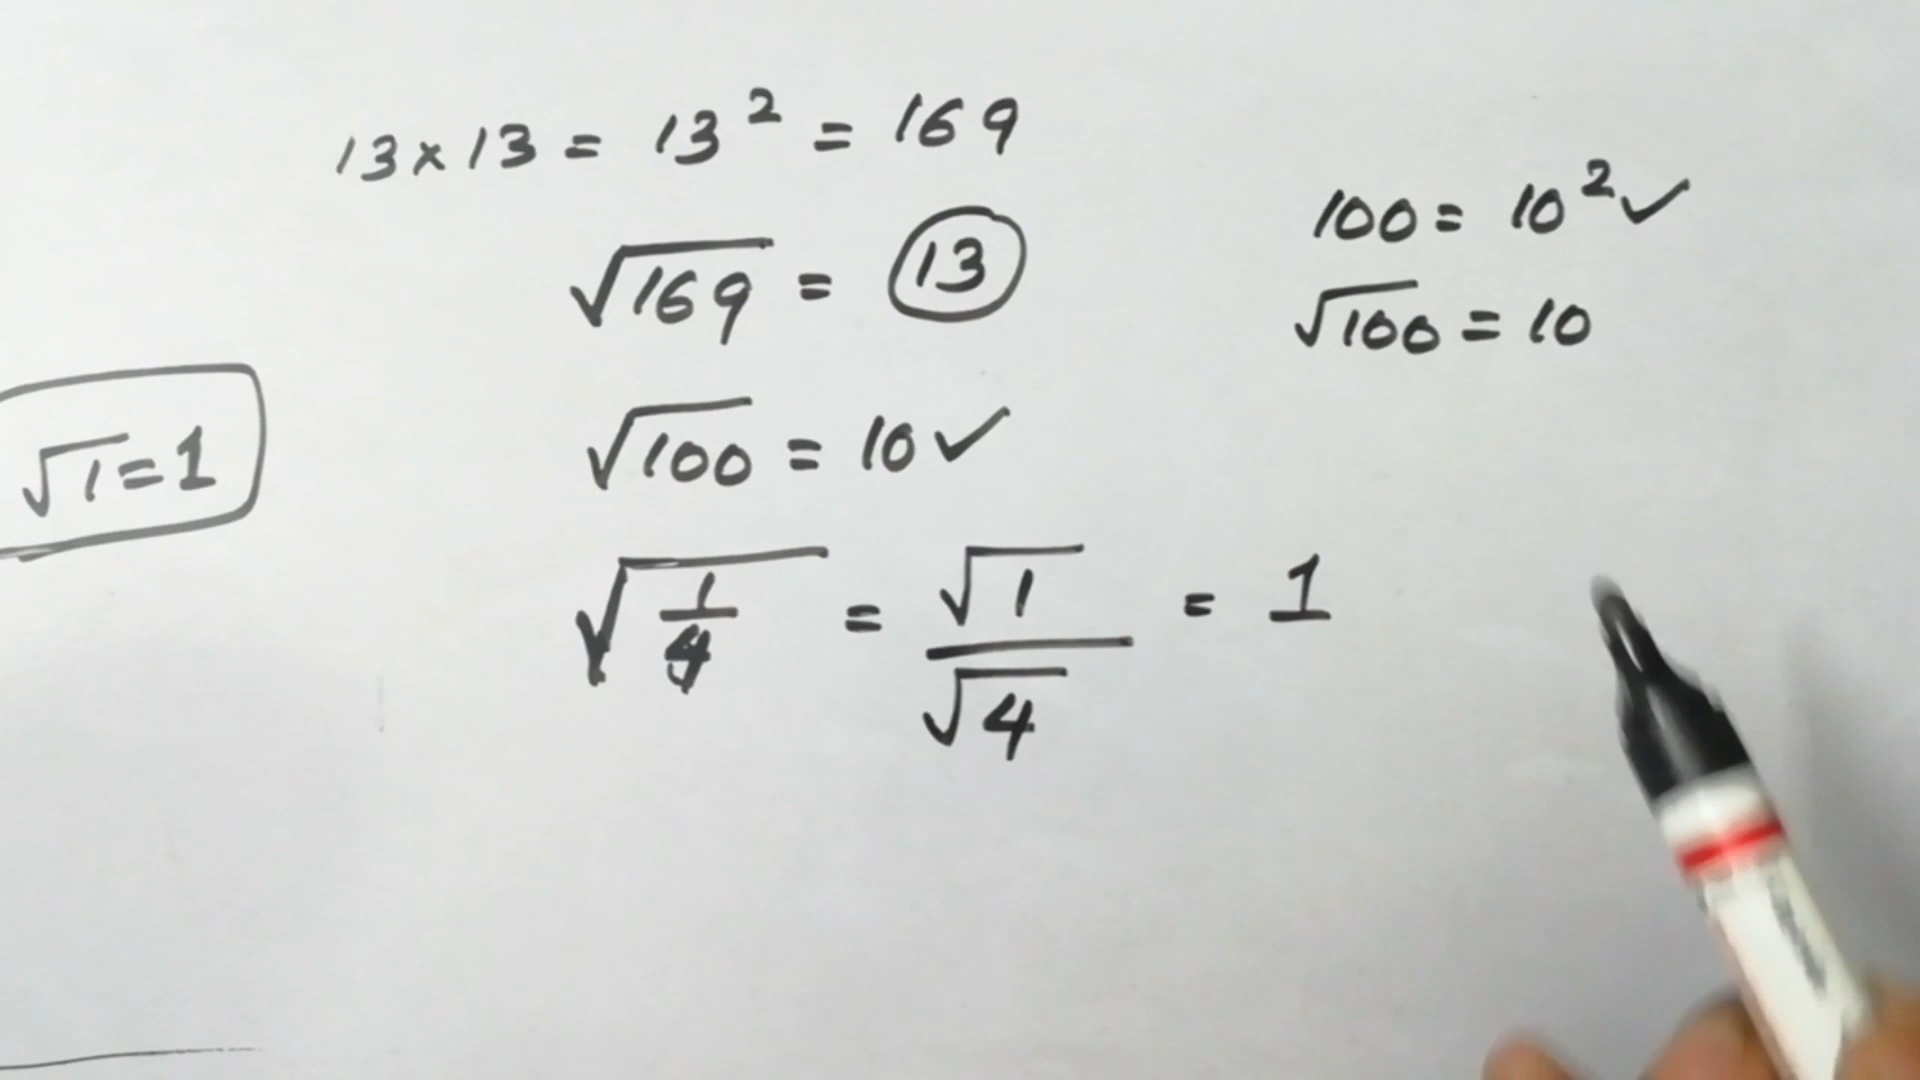 13 × 13 = 13² = 169
√169 = 13
100 = 10² ✓
√100 = 10
√1 = 1
√100 = 10 ✓
√(1/4) = √1/√4 = 1